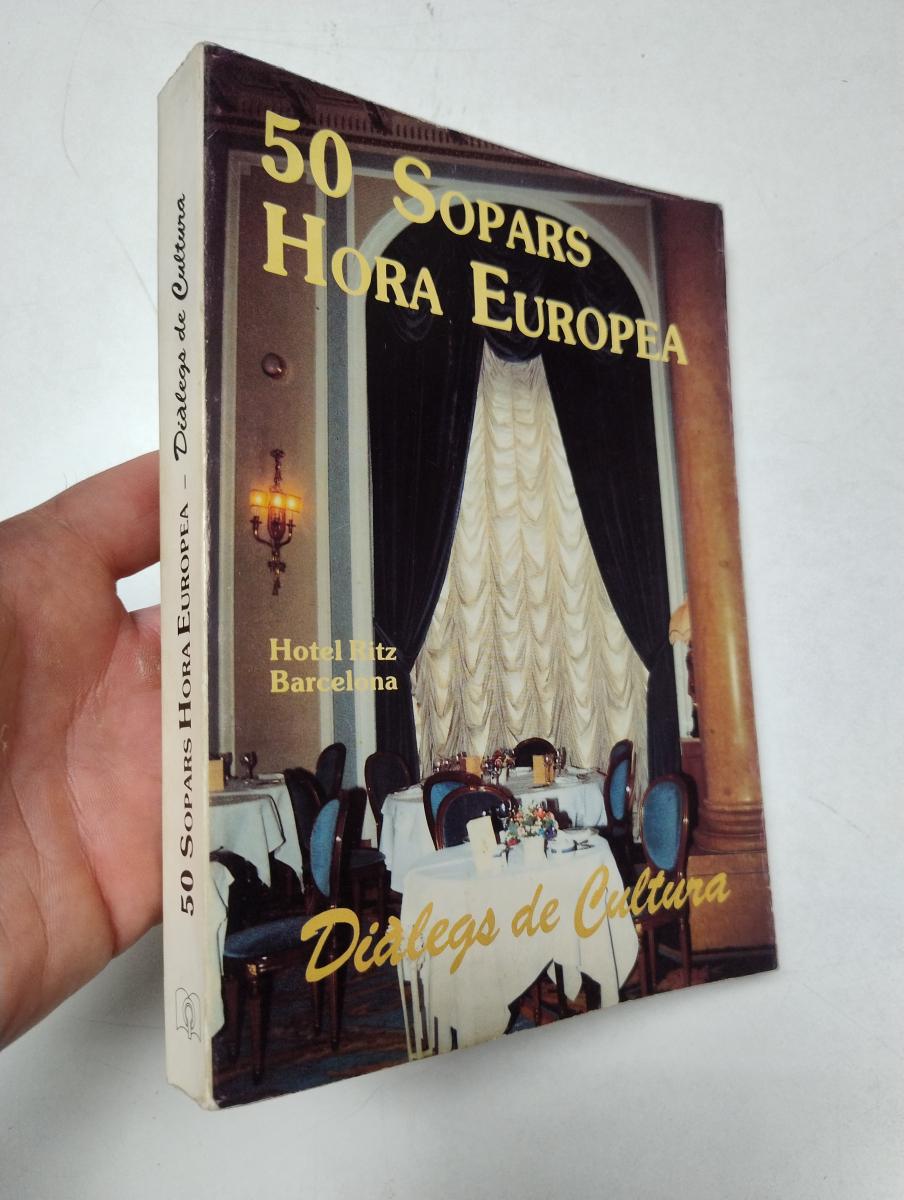 50 Sopars
Hora Europea
Hotel Ritz
Barcelona
Diàlegs de Cultura
50 Sopars Hora Europea – Diàlegs de Cultura